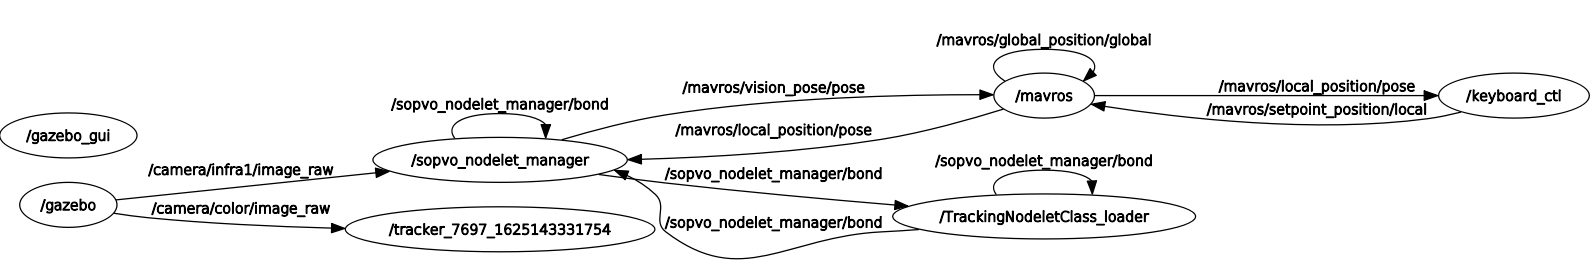 /mavros/global_position/global
/mavros/vision_pose/pose
/mavros/local_position/pose
/mavros
/keyboard_ctl
/sopvo_nodelet_manager/bond
/mavros/setpoint_position/local
/gazebo_gui
/mavros/local_position/pose
/sopvo_nodelet_manager
/sopvo_nodelet_manager/bond
/camera/infra1/image_raw
/sopvo_nodelet_manager/bond
/gazebo
/camera/color/image_raw
/TrackingNodeletClass_loader
/sopvo_nodelet_manager/bond
/tracker_7697_1625143331754